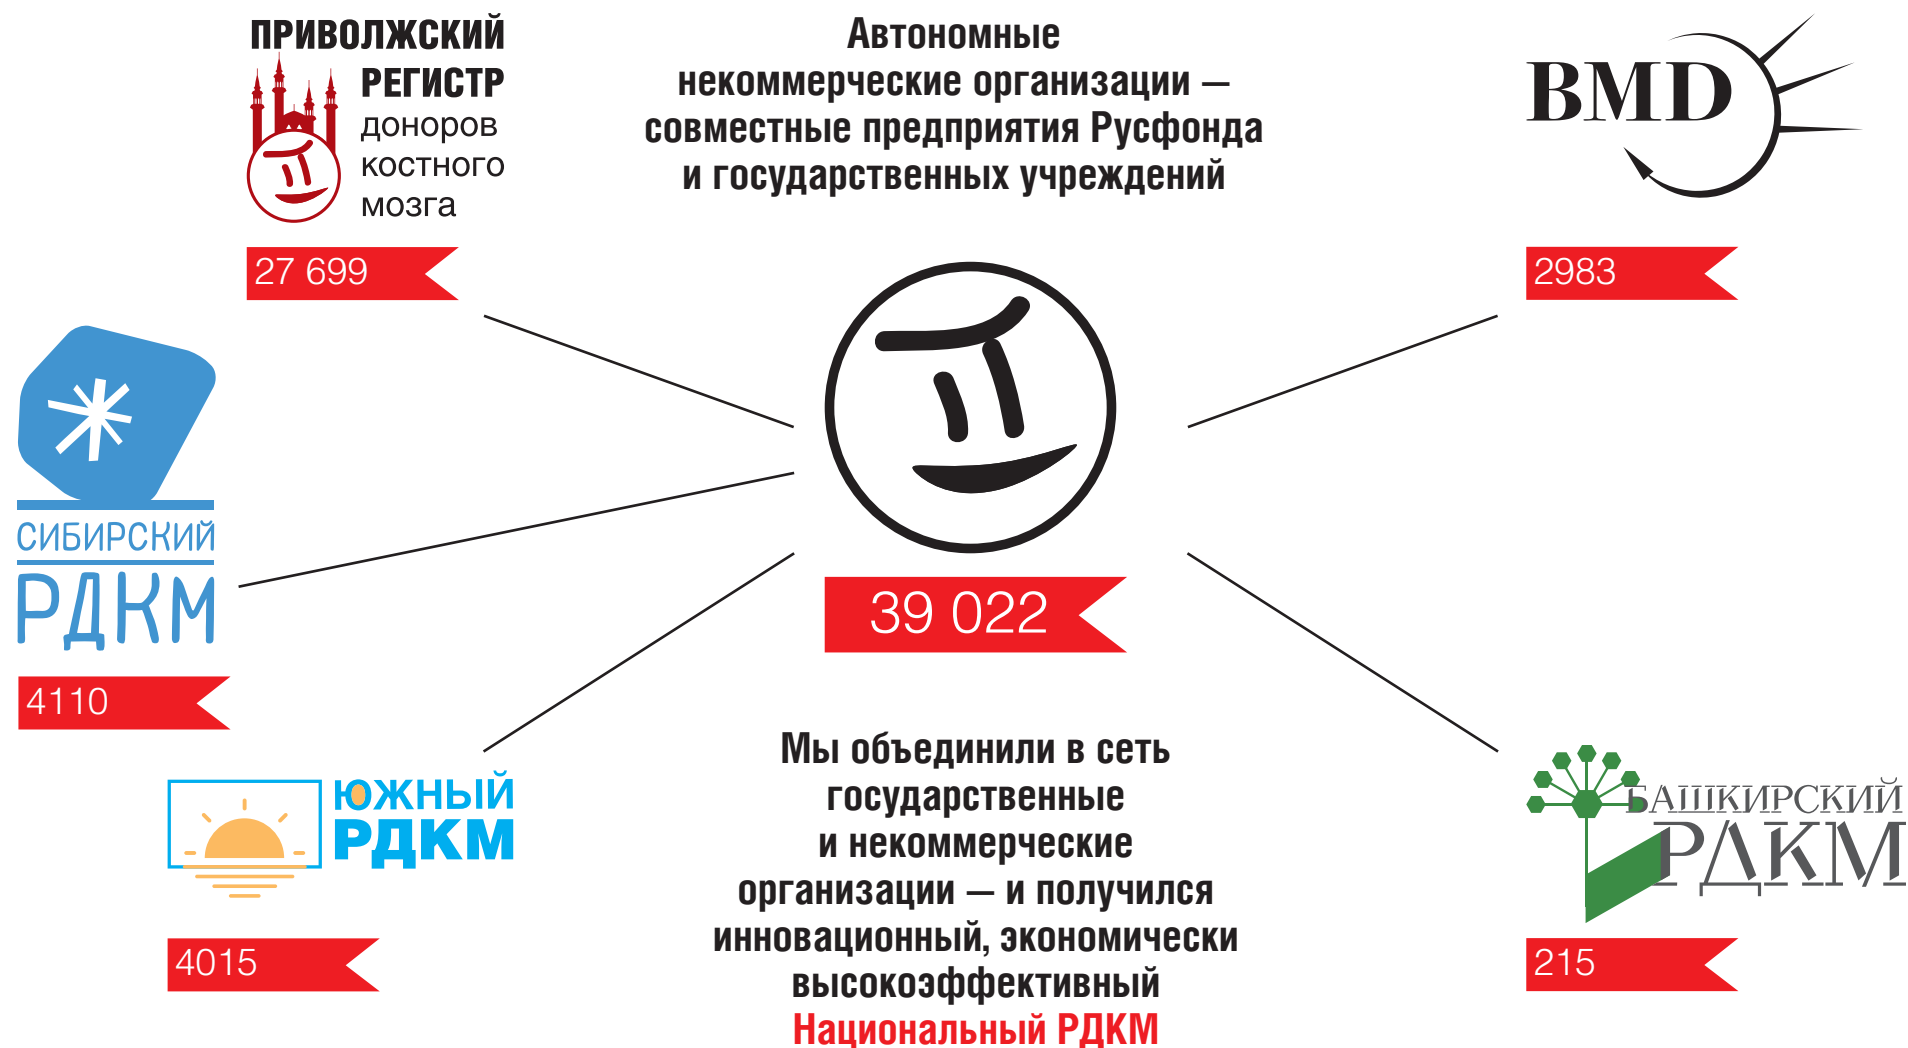 ПРИВОЛЖСКИЙ
РЕГИСТР
доноров
костного
мозга
27 699
Автономные
некоммерческие организации —
совместные предприятия Русфонда
и государственных учреждений
BMD
2983
СИБИРСКИЙ
РДКМ
4110
39 022
ЮЖНЫЙ
РДКМ
4015
Мы объединили в сеть
государственные
и некоммерческие
организации — и получился
инновационный, экономически
высокоэффективный
Национальный РДКМ
БАШКИРСКИЙ
РДКМ
215